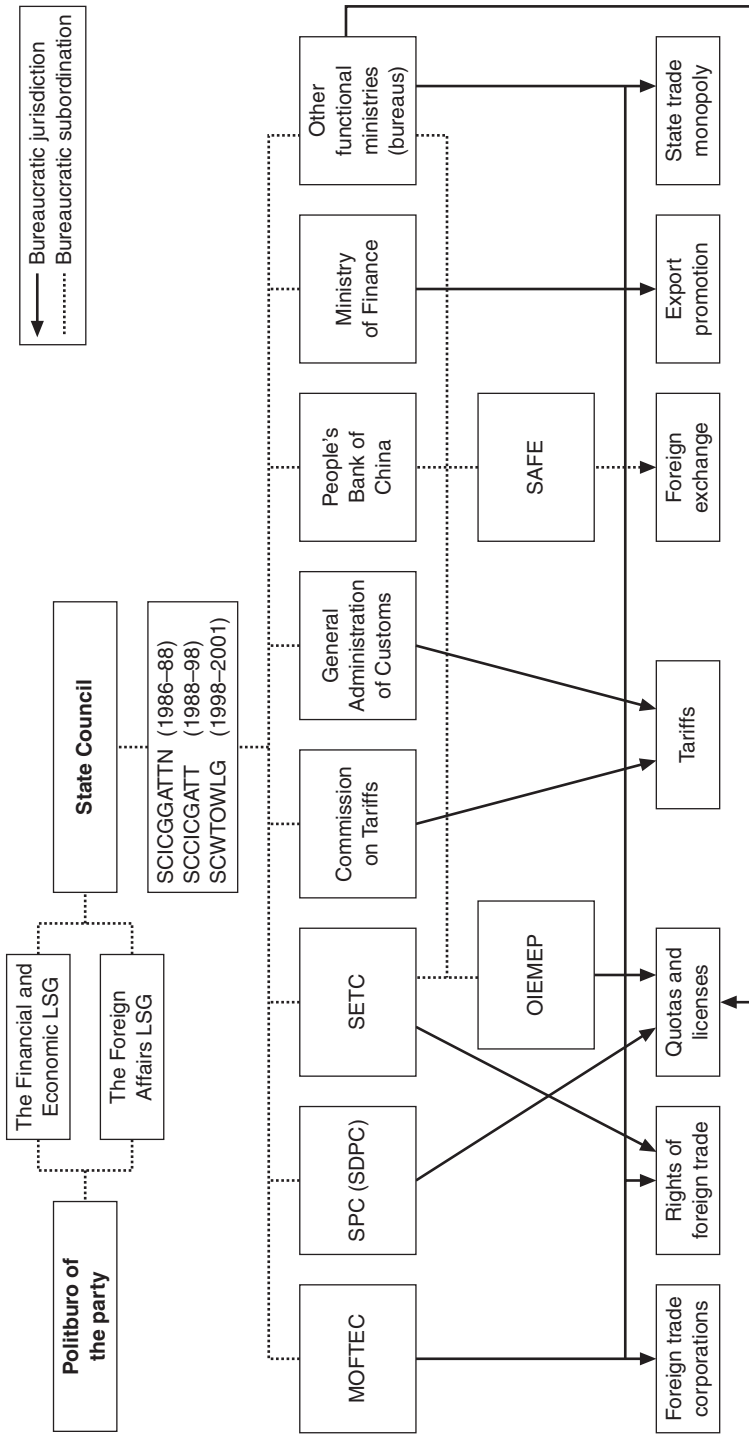 Bureaucratic jurisdiction
Bureaucratic subordination
Politburo of
the party
The Financial and
Economic LSG
The Foreign
Affairs LSG
State Council
SCICGGATTN (1986–88)
SCCICGATT (1988–98)
SCWTOWLG (1998–2001)
MOFTEC
SPC (SDPC)
SETC
Commission
on Tariffs
General
Administration
of Customs
People's
Bank of
China
Ministry
of Finance
Other
functional
ministries
(bureaus)
OIEMEP
SAFE
Foreign trade
corporations
Rights of
foreign trade
Quotas and
licenses
Tariffs
Foreign
exchange
Export
promotion
State trade
monopoly